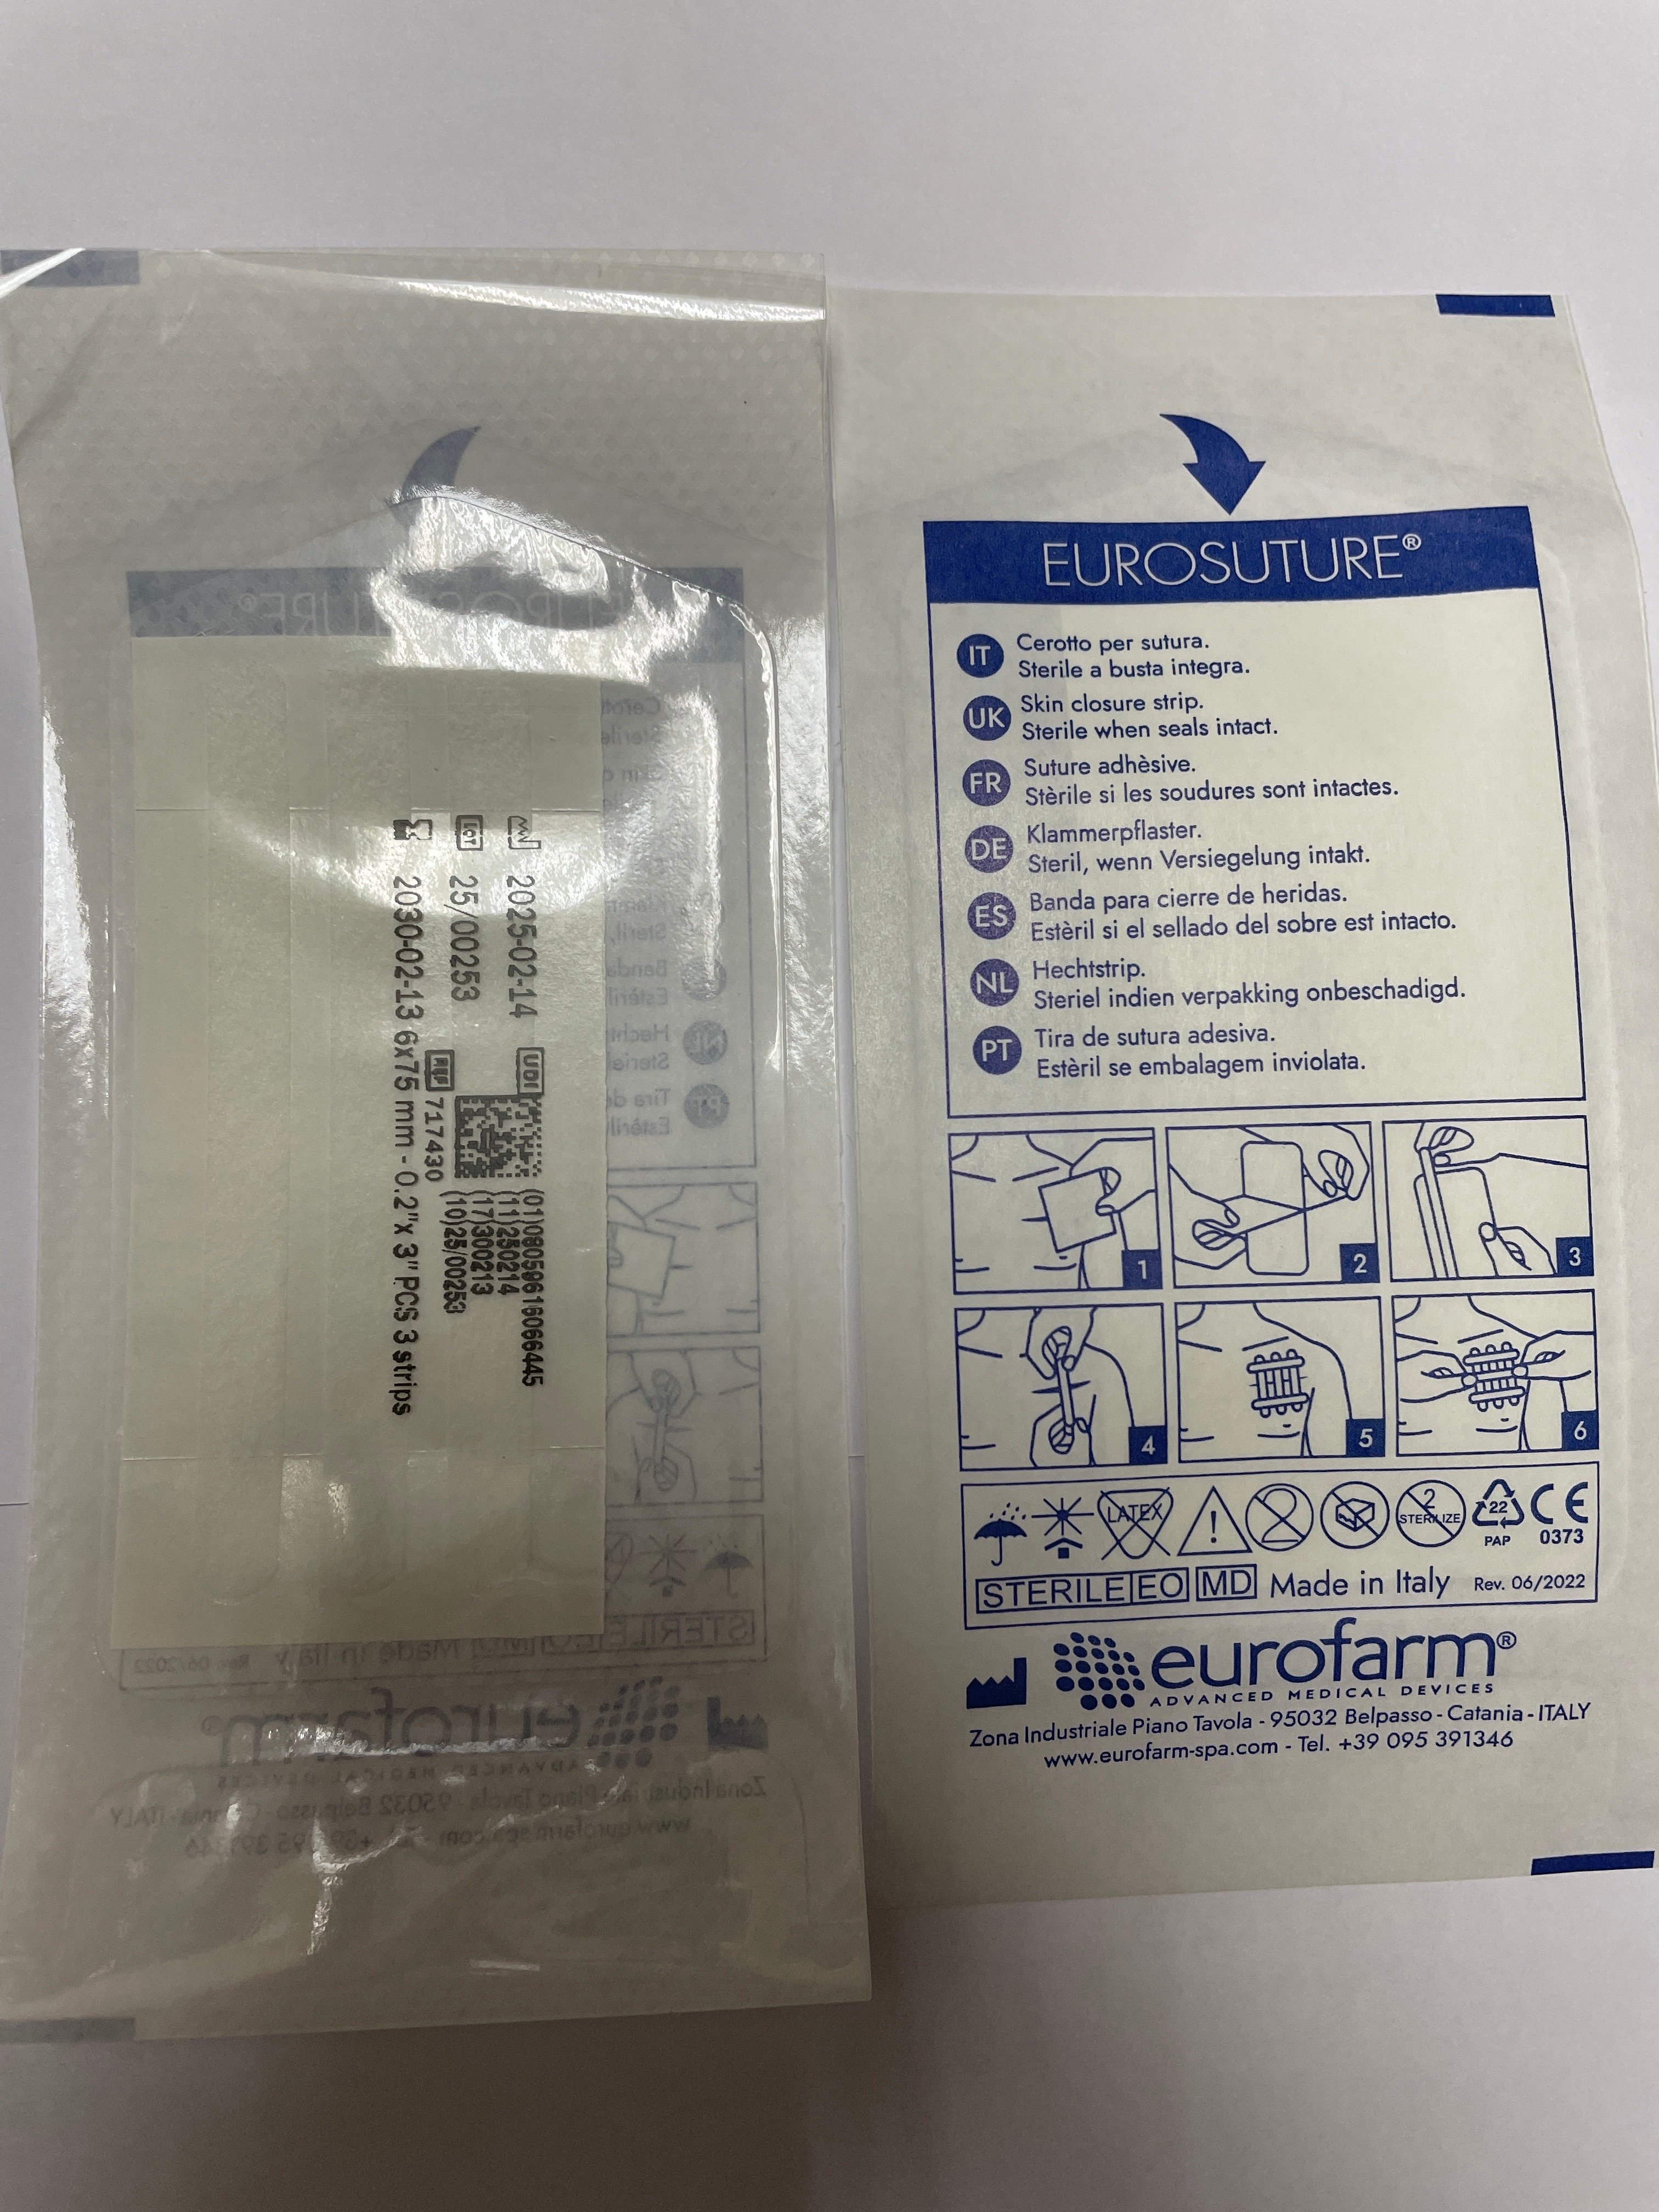 2025-02-14
LOT 25/00253
2030-02-13 6x75 mm - 0.2"x 3" PCS 3 strips
UDI
REF 7174430
(01)08059616066445
(11)250214
(17)300213
(10)25/00253
EUROSUTURE®
IT Cerotto per sutura.
Sterile a busta integra.
UK Skin closure strip.
Sterile when seals intact.
FR Suture adhèsive.
Stèrile si les soudures sont intactes.
DE Klammerpflaster.
Steril, wenn Versiegelung intakt.
ES Banda para cierre de heridas.
Estèril si el sellado del sobre est intacto.
NL Hechtstrip.
Steriel indien verpakking onbeschadigd.
PT Tira de sutura adesiva.
Estèril se embalagem inviolata.
1
2
3
4
5
6
LATEX
2
STERILIZE
22
PAP
CE
0373
STERILE EO MD Made in Italy Rev. 06/2022
eurofarm®
ADVANCED MEDICAL DEVICES
Zona Industriale Piano Tavola - 95032 Belpasso - Catania - ITALY
www.eurofarm-spa.com - Tel. +39 095 391346